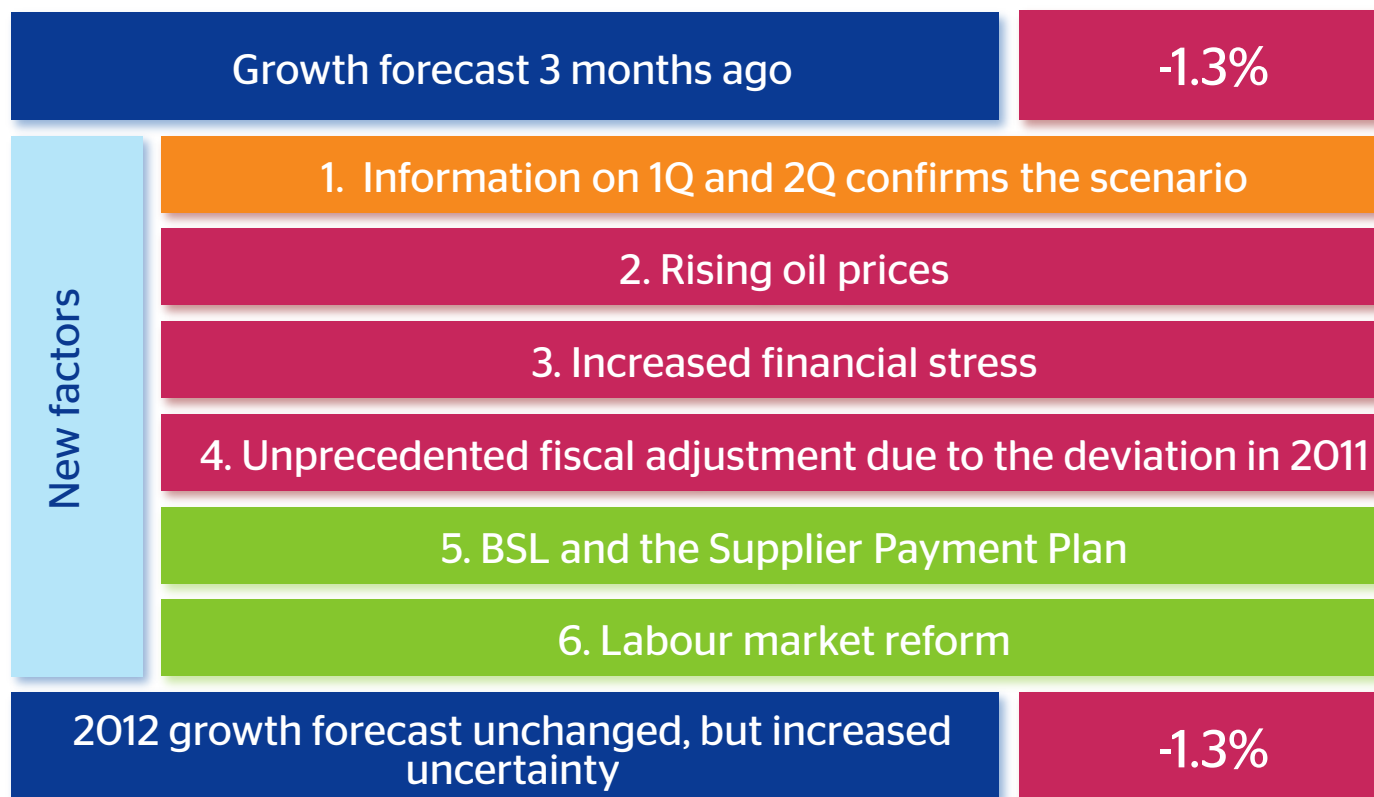 Growth forecast 3 months ago
-1.3%
New factors
1. Information on 1Q and 2Q confirms the scenario
2. Rising oil prices
3. Increased financial stress
4. Unprecedented fiscal adjustment due to the deviation in 2011
5. BSL and the Supplier Payment Plan
6. Labour market reform
2012 growth forecast unchanged, but increased
uncertainty
-1.3%